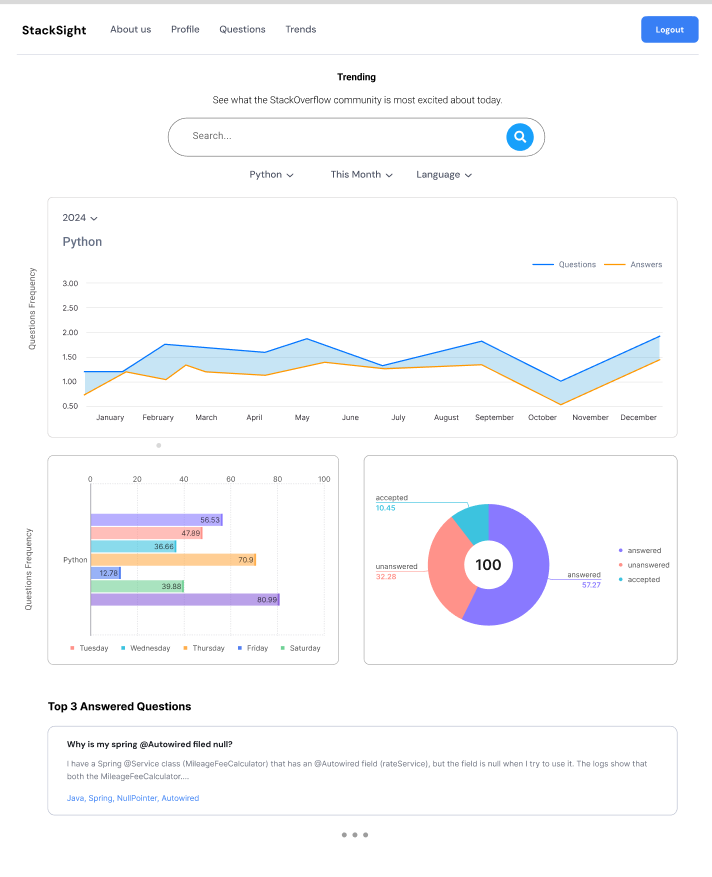 StackSight About us Profile Questions Trends Logout
Trending
See what the StackOverflow community is most excited about today.
Search...
Python This Month Language
2024
Python
Questions Answers
Questions Frequency
3.00
2.50
2.00
1.50
1.00
0.50
January February March April May June July August September October November December
Questions Frequency
0 20 40 60 80 100
56.53
47.89
36.66
Python 70.9
12.78
39.88
80.99
Tuesday Wednesday Thursday Friday Saturday
accepted
10.45
unanswered
32.28
100
answered
57.27
answered
unanswered
accepted
Top 3 Answered Questions
Why is my spring @Autowired filed null?
I have a Spring @Service class (MileageFeeCalculator) that has an @Autowired field (rateService), but the field is null when I try to use it. The logs show that
both the MileageFeeCalculator....
Java, Spring, NullPointer, Autowired